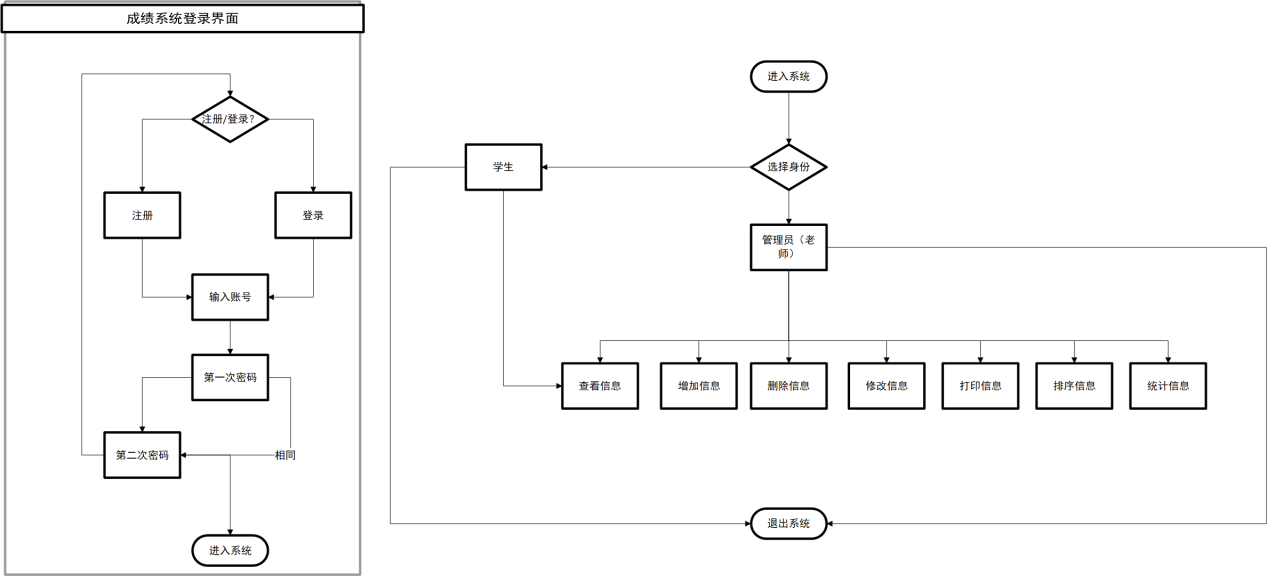 成绩系统登录界面
注册/登录？
注册
登录
输入账号
第一次密码
第二次密码
相同
进入系统
进入系统
选择身份
学生
管理员（老
师）
查看信息
增加信息
删除信息
修改信息
打印信息
排序信息
统计信息
退出系统